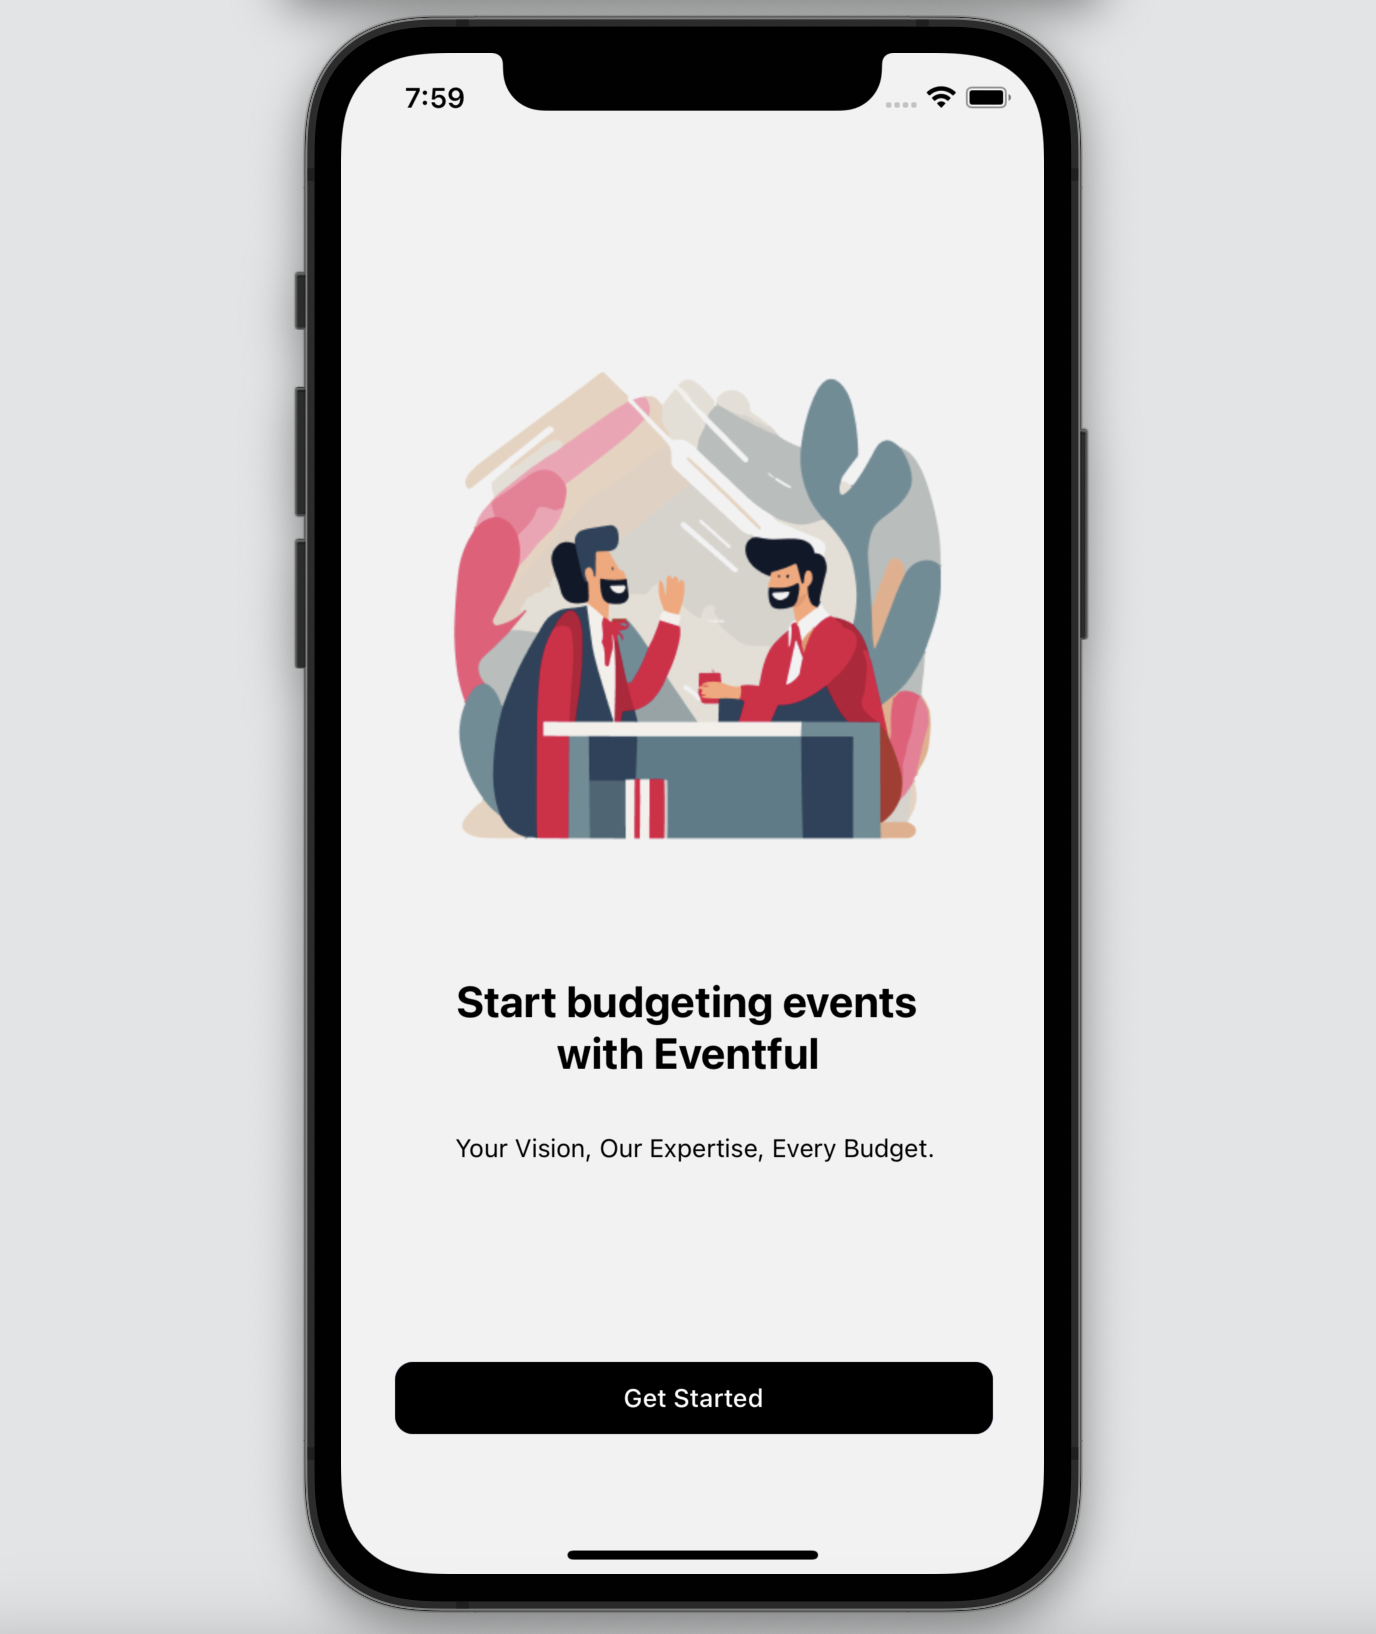 7:59
Start budgeting events
with Eventful
Your Vision, Our Expertise, Every Budget.
Get Started